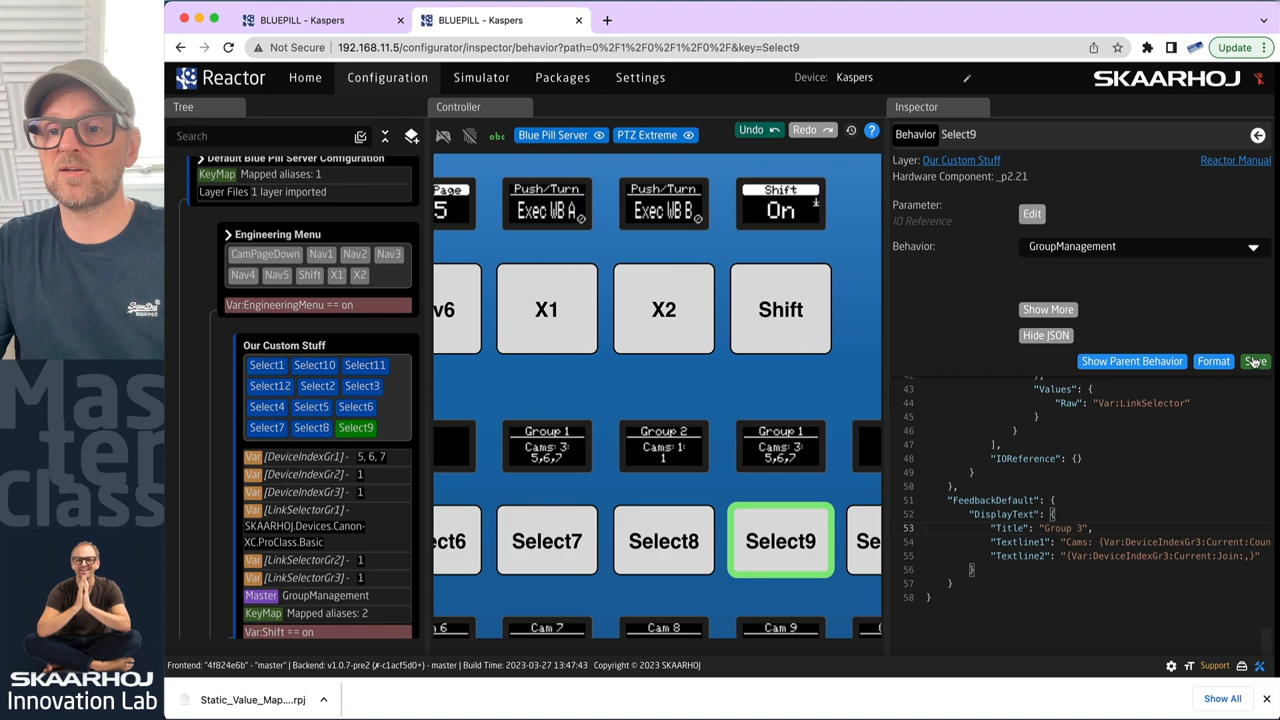 BLUEPILL - Kaspers
BLUEPILL - Kaspers
Not Secure 192.168.11.5/configurator/inspector/behavior?path=0%2F1%2F0%2F1%2F0%2F&key=Select9
Update
Reactor Home Configuration Simulator Packages Settings Device: Kaspers SKAARHOJ
Tree
Search
Default Blue Pill Server Configuration
KeyMap Mapped aliases: 1
Layer Files 1 layer imported
Engineering Menu
CamPageDown Nav1 Nav2 Nav3
Nav4 Nav5 Shift X1 X2
Var:EngineeringMenu == on
Our Custom Stuff
Select1 Select10 Select11
Select12 Select2 Select3
Select4 Select5 Select6
Select7 Select8 Select9
Var [DeviceIndexGr1]- 5, 6, 7
Var [DeviceIndexGr2]- 1
Var [DeviceIndexGr3]- 1
Var [LinkSelectorGr1]-
SKAARHOJ.Devices.Canon-
XC.ProClass.Basic
Var [LinkSelectorGr2]- 1
Var [LinkSelectorGr3]- 1
Master GroupManagement
KeyMap Mapped aliases: 2
Var:Shift == on
Controller
abc Blue Pill Server PTZ Extreme Undo Redo ?
Page
5
Push/Turn
Exec WB A
Push/Turn
Exec WB B
Shift
On
v6 X1 X2 Shift
Group 1
Cams: 3:
5,6,7
Group 2
Cams: 1:
1
Group 1
Cams: 3:
5,6,7
ct6 Select7 Select8 Select9 Se
m 6 Cam 7 Cam 8 Cam 9
Inspector
Behavior Select9
Layer: Our Custom Stuff Reactor Manual
Hardware Component: _p2.21
Parameter:
IO Reference
Edit
Behavior: GroupManagement
Show More
Hide JSON
Show Parent Behavior Format Save
42 },
43 "Values": {
44 "Raw": "Var:LinkSelector"
45 }
46 }
47 ],
48 "IOReference": {}
49 }
50 },
51 "FeedbackDefault": {
52 "DisplayText": {
53 "Title": "Group 3",
54 "Textline1": "Cams: {Var:DeviceIndexGr3:Current:Coun
55 "Textline2": "{Var:DeviceIndexGr3:Current:Join:,}"
56 }
57 }
58 }
Frontend: "4f824e6b" - "master" | Backend: v1.0.7-pre2 (✗-c1acf5d0+) - master | Build Time: 2023-03-27 13:47:43 Copyright © 2023 SKAARHOJ
Support
Static_Value_Map....rpj
Show All
Mas
ter
Class
SKAARHOJ
Innovation Lab